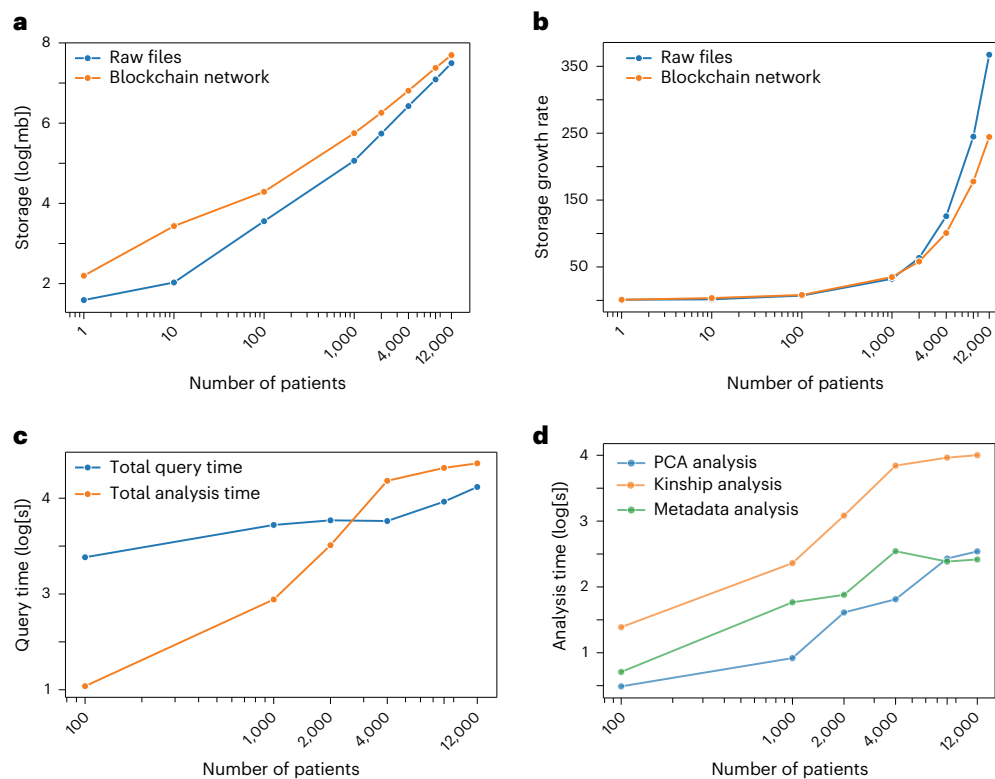 a
8
6
2
Storage (log[mb])
Raw files
Blockchain network
1
10
100
1,000
4,000
12,000
Number of patients
b
350
250
150
50
Storage growth rate
Raw files
Blockchain network
1
10
100
1,000
4,000
12,000
Number of patients
c
4
3
1
Query time (log[s])
Total query time
Total analysis time
100
1,000
2,000
4,000
12,000
Number of patients
d
4
3
2
1
Analysis time (log[s])
PCA analysis
Kinship analysis
Metadata analysis
100
1,000
2,000
4,000
12,000
Number of patients